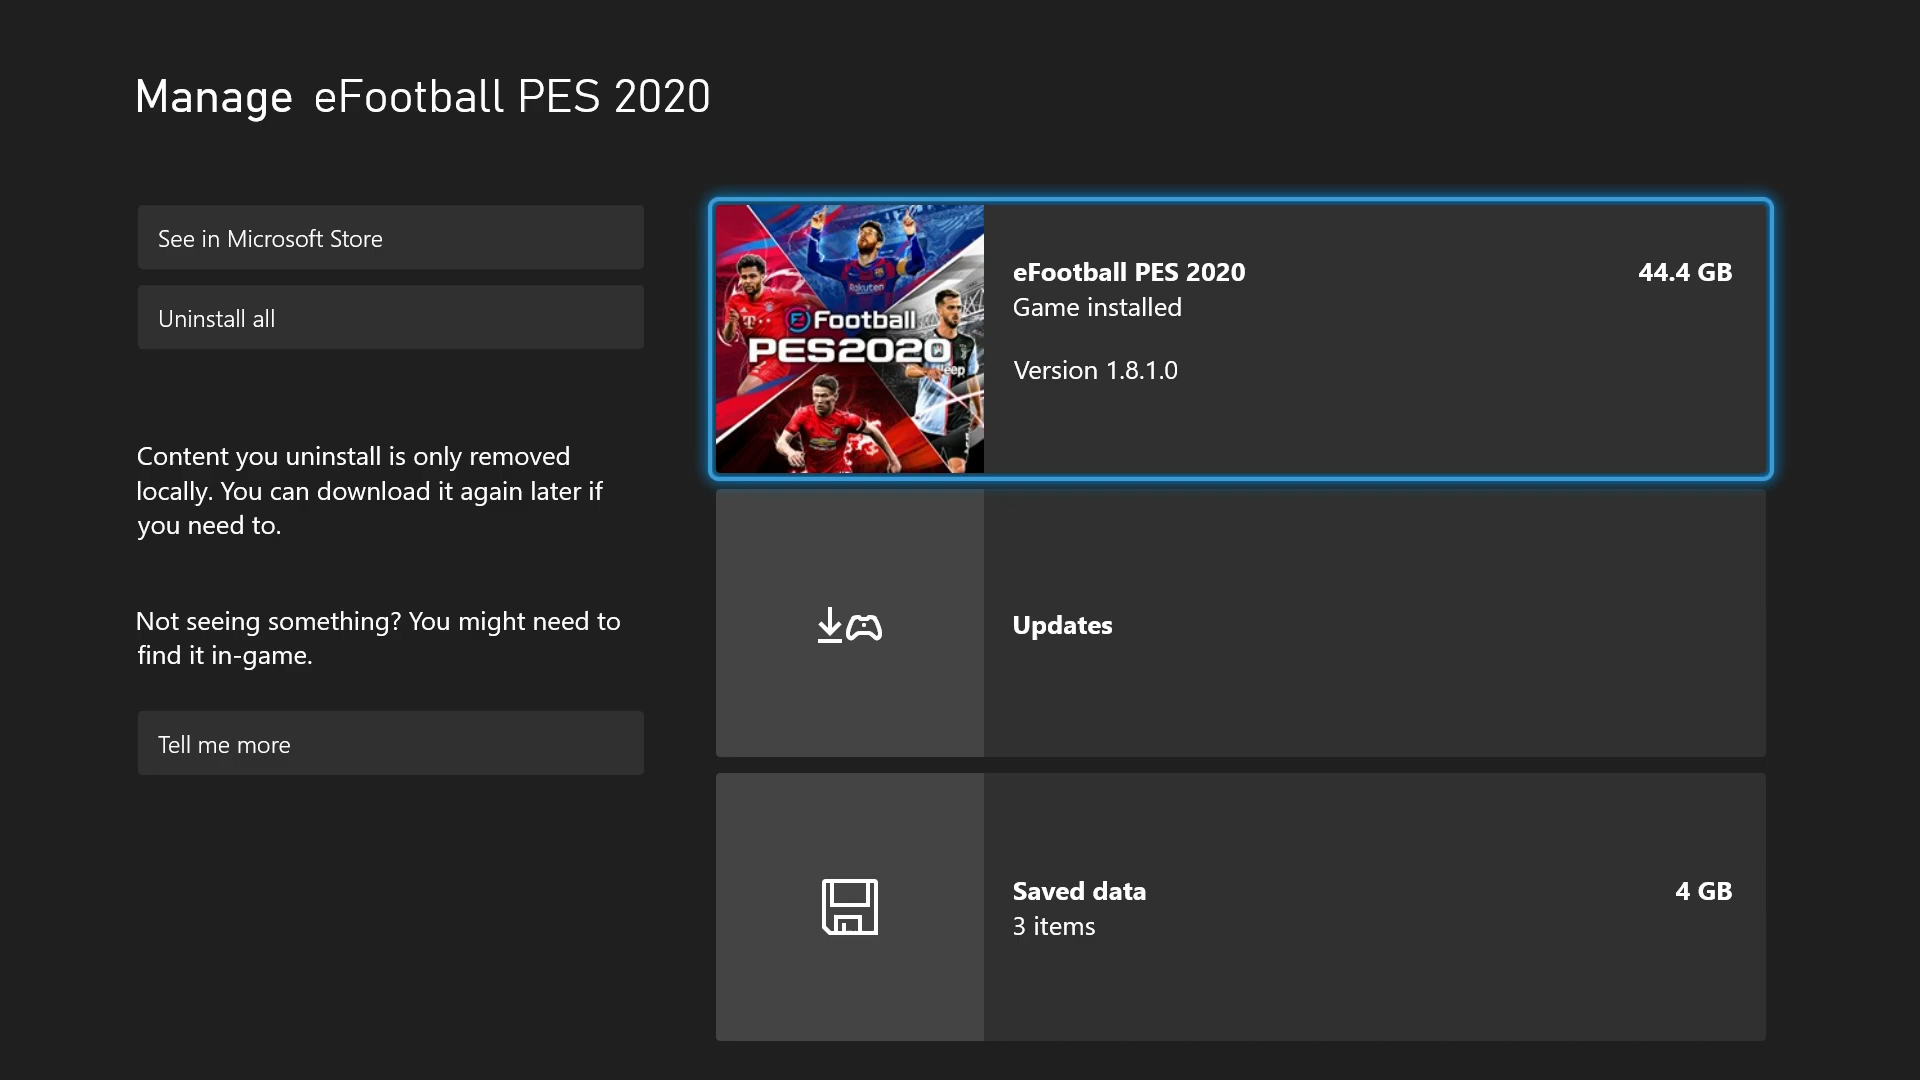 Manage eFootball PES 2020
See in Microsoft Store
Uninstall all
Content you uninstall is only removed
locally. You can download it again later if
you need to.
Not seeing something? You might need to
find it in-game.
Tell me more
Rakuten
T
eFootball
PES2020
Jeep
eFootball PES 2020
44.4 GB
Game installed
Version 1.8.1.0
Updates
Saved data
4 GB
3 items